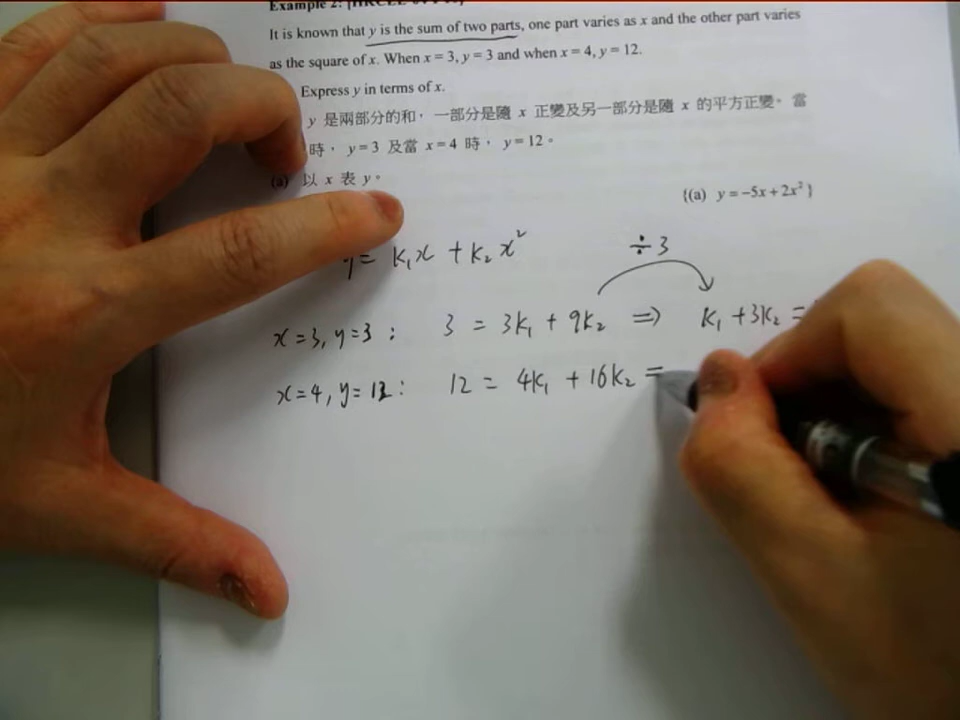 Example 2:
It is known that y is the sum of two parts, one part varies as x and the other part varies
as the square of x. When x = 3, y = 3 and when x = 4, y = 12.
Express y in terms of x.
y 是兩部分的和，一部分是隨 x 正變及另一部分是隨 x 的平方正變。當
時， y = 3 及當 x = 4 時， y = 12。
(a) 以 x 表 y。
{(a) y = −5x + 2x² }
y = k₁x + k₂x²
÷3
x=3, y=3 : 3 = 3k₁ + 9k₂ ⇒ k₁ + 3k₂ =
x=4, y=12 : 12 = 4k₁ + 16k₂ =